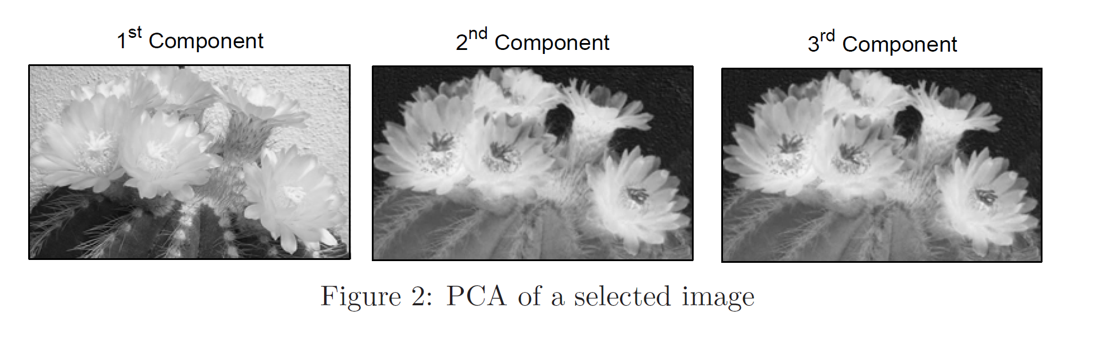 1st Component 2nd Component 3rd Component
Figure 2: PCA of a selected image